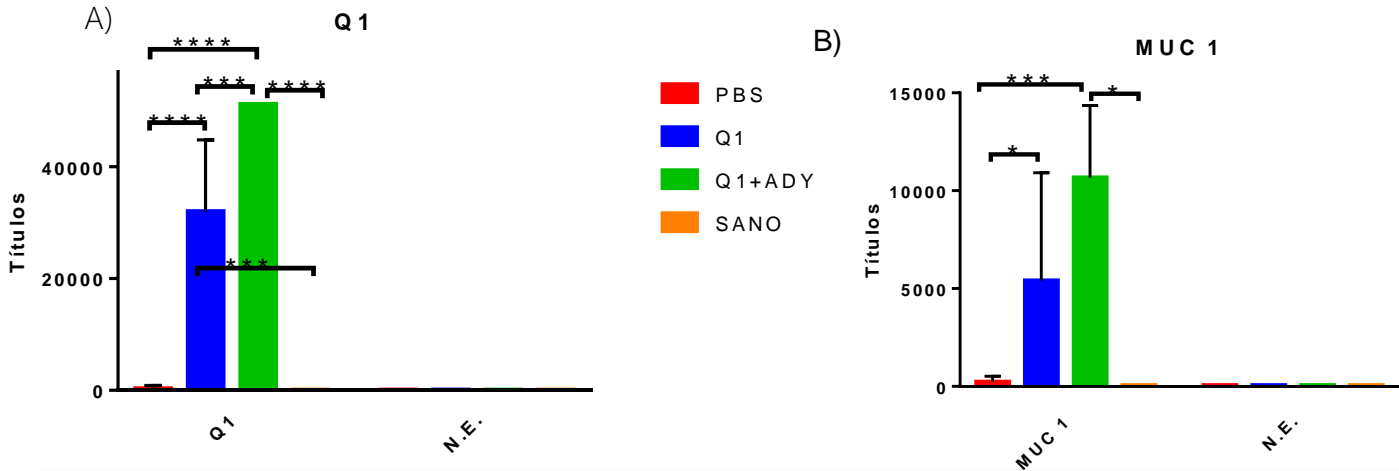 A)
Q1
****
***
****
****
***
Títulos
40000
20000
0
Q1
N.E.
PBS
Q1
Q1+ADY
SANO
B)
MUC 1
***
*
*
Títulos
15000
10000
5000
0
MUC 1
N.E.